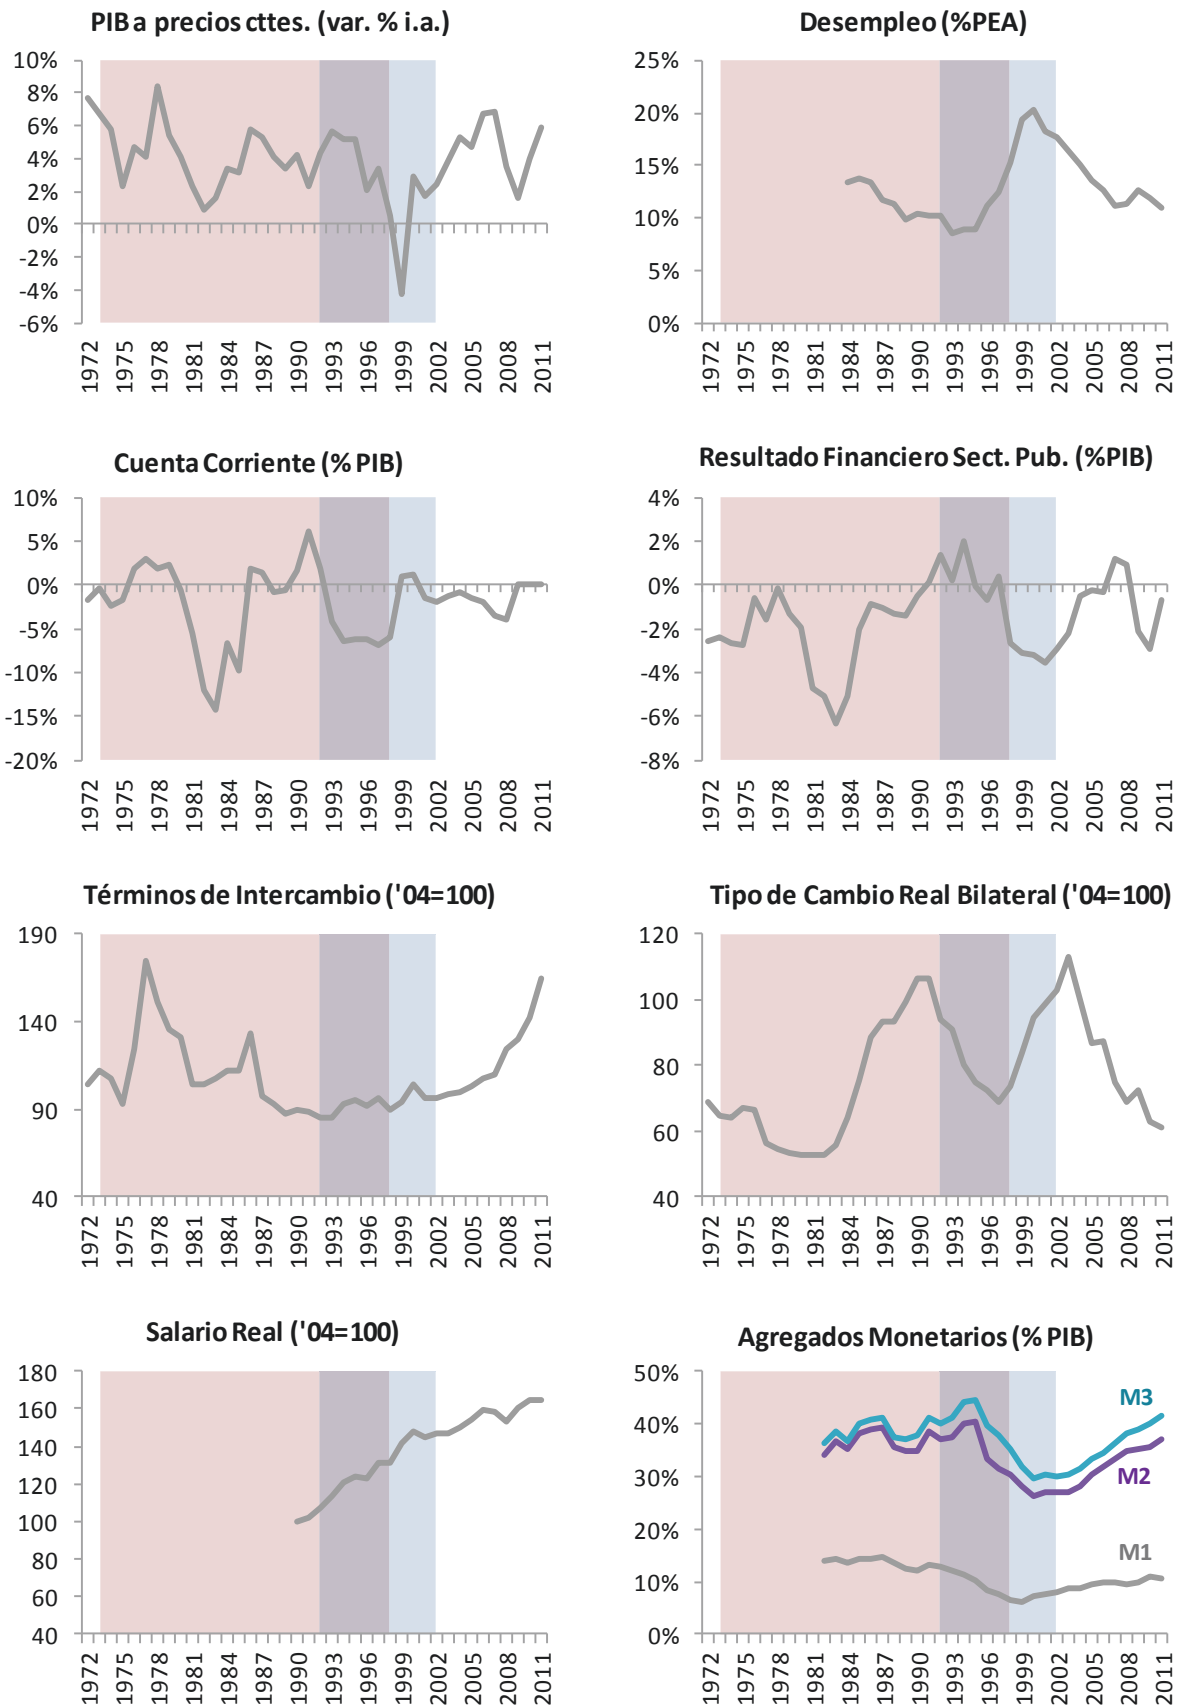 PIB a precios cttes. (var. % i.a.)
10%
8%
6%
4%
2%
0%
-2%
-4%
-6%
1972 1975 1978 1981 1984 1987 1990 1993 1996 1999 2002 2005 2008 2011
Desempleo (%PEA)
25%
20%
15%
10%
5%
0%
1972 1975 1978 1981 1984 1987 1990 1993 1996 1999 2002 2005 2008 2011
Cuenta Corriente (% PIB)
10%
5%
0%
-5%
-10%
-15%
-20%
1972 1975 1978 1981 1984 1987 1990 1993 1996 1999 2002 2005 2008 2011
Resultado Financiero Sect. Pub. (%PIB)
4%
2%
0%
-2%
-4%
-6%
-8%
1972 1975 1978 1981 1984 1987 1990 1993 1996 1999 2002 2005 2008 2011
Términos de Intercambio ('04=100)
190
140
90
40
1972 1975 1978 1981 1984 1987 1990 1993 1996 1999 2002 2005 2008 2011
Tipo de Cambio Real Bilateral ('04=100)
120
100
80
60
40
1972 1975 1978 1981 1984 1987 1990 1993 1996 1999 2002 2005 2008 2011
Salario Real ('04=100)
180
160
140
120
100
80
60
40
1972 1975 1978 1981 1984 1987 1990 1993 1996 1999 2002 2005 2008 2011
Agregados Monetarios (% PIB)
50%
40%
30%
20%
10%
0%
M3
M2
M1
1972 1975 1978 1981 1984 1987 1990 1993 1996 1999 2002 2005 2008 2011